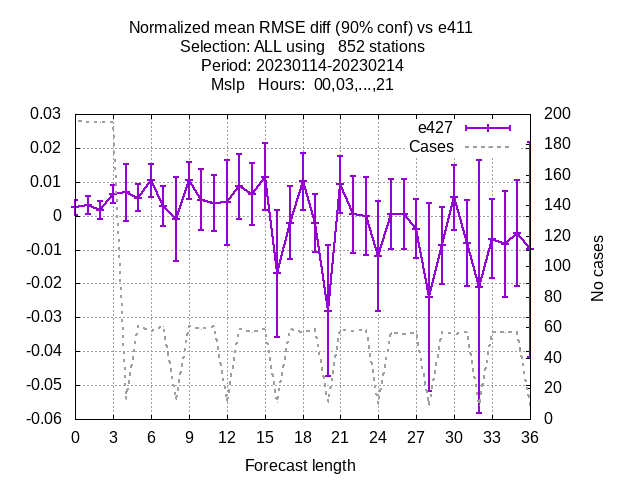 Normalized mean RMSE diff (90% conf) vs e411
Selection: ALL using   852 stations
Period: 20230114-20230214
Mslp   Hours:  00,03,...,21
0.03
0.02
0.01
0
-0.01
-0.02
-0.03
-0.04
-0.05
-0.06
e427
Cases
200
180
160
140
120
100
80
60
40
20
0
No cases
0 3 6 9 12 15 18 21 24 27 30 33 36
Forecast length